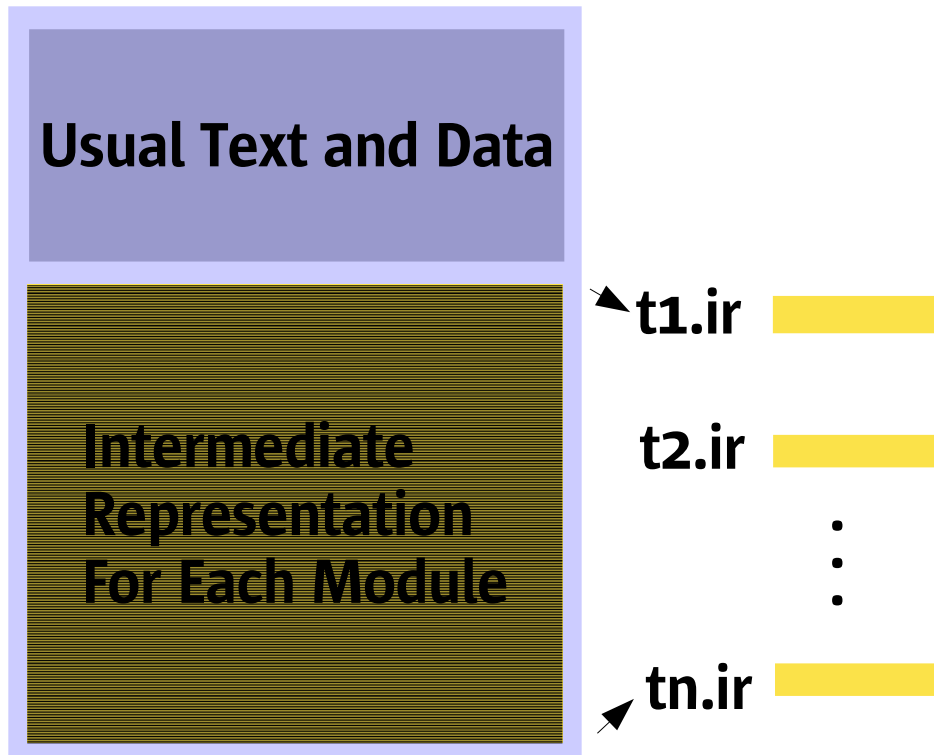 Usual Text and Data
t1.ir
Intermediate
Representation
For Each Module
t2.ir
tn.ir